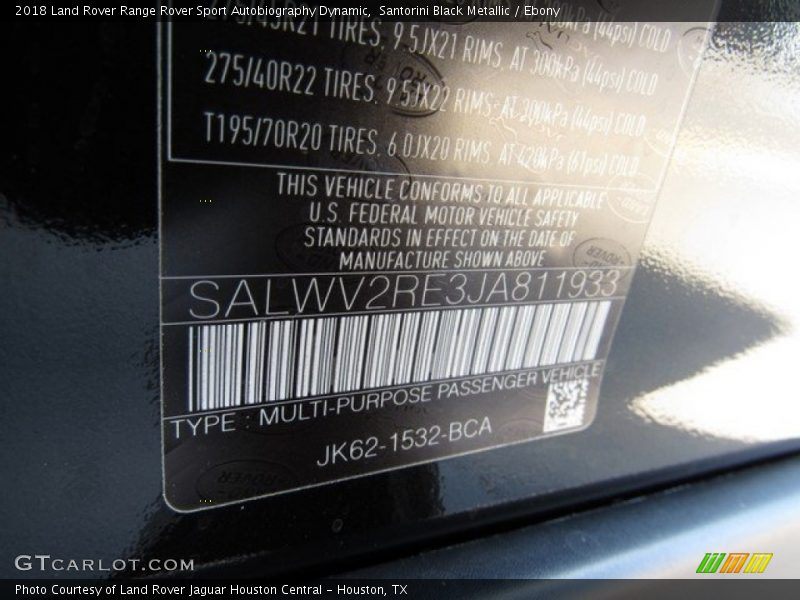 2018 Land Rover Range Rover Sport Autobiography Dynamic,  Santorini Black Metallic / Ebony
TIRES, 9.5JX21 RIMS, AT 300kPa (44psi) COLD
275/40R22 TIRES, 9.5JX22 RIMS, AT 300kPa (44psi) COLD
T195/70R20 TIRES, 6.0JX20 RIMS, AT 420kPa (61psi) COLD
THIS VEHICLE CONFORMS TO ALL APPLICABLE
U.S. FEDERAL MOTOR VEHICLE SAFETY
STANDARDS IN EFFECT ON THE DATE OF
MANUFACTURE SHOWN ABOVE
SALWV2RE3JA811933
TYPE : MULTI-PURPOSE PASSENGER VEHICLE
JK62-1532-BCA
GTCARLOT.COM
Photo Courtesy of Land Rover Jaguar Houston Central - Houston, TX